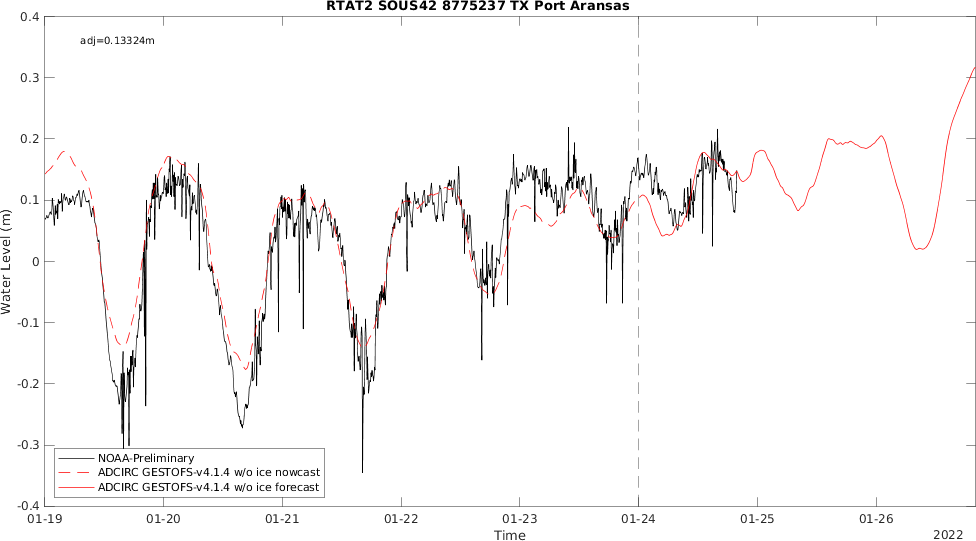 RTAT2 SOUS42 8775237 TX Port Aransas
adj=0.13324m
0.4
0.3
0.2
0.1
0
-0.1
-0.2
-0.3
-0.4
Water Level (m)
NOAA-Preliminary
ADCIRC GESTOFS-v4.1.4 w/o ice nowcast
ADCIRC GESTOFS-v4.1.4 w/o ice forecast
01-19 01-20 01-21 01-22 01-23 01-24 01-25 01-26
Time
2022